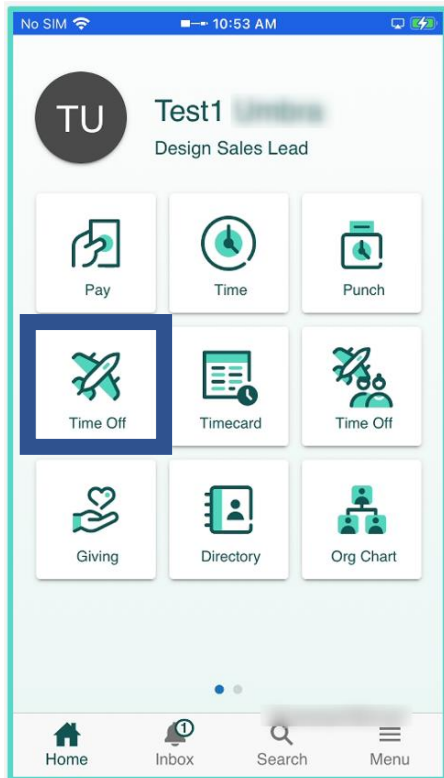 No SIM 10:53 AM
TU
Test1
Design Sales Lead
Pay Time Punch
Time Off Timecard Time Off
Giving Directory Org Chart
1
Home Inbox Search Menu